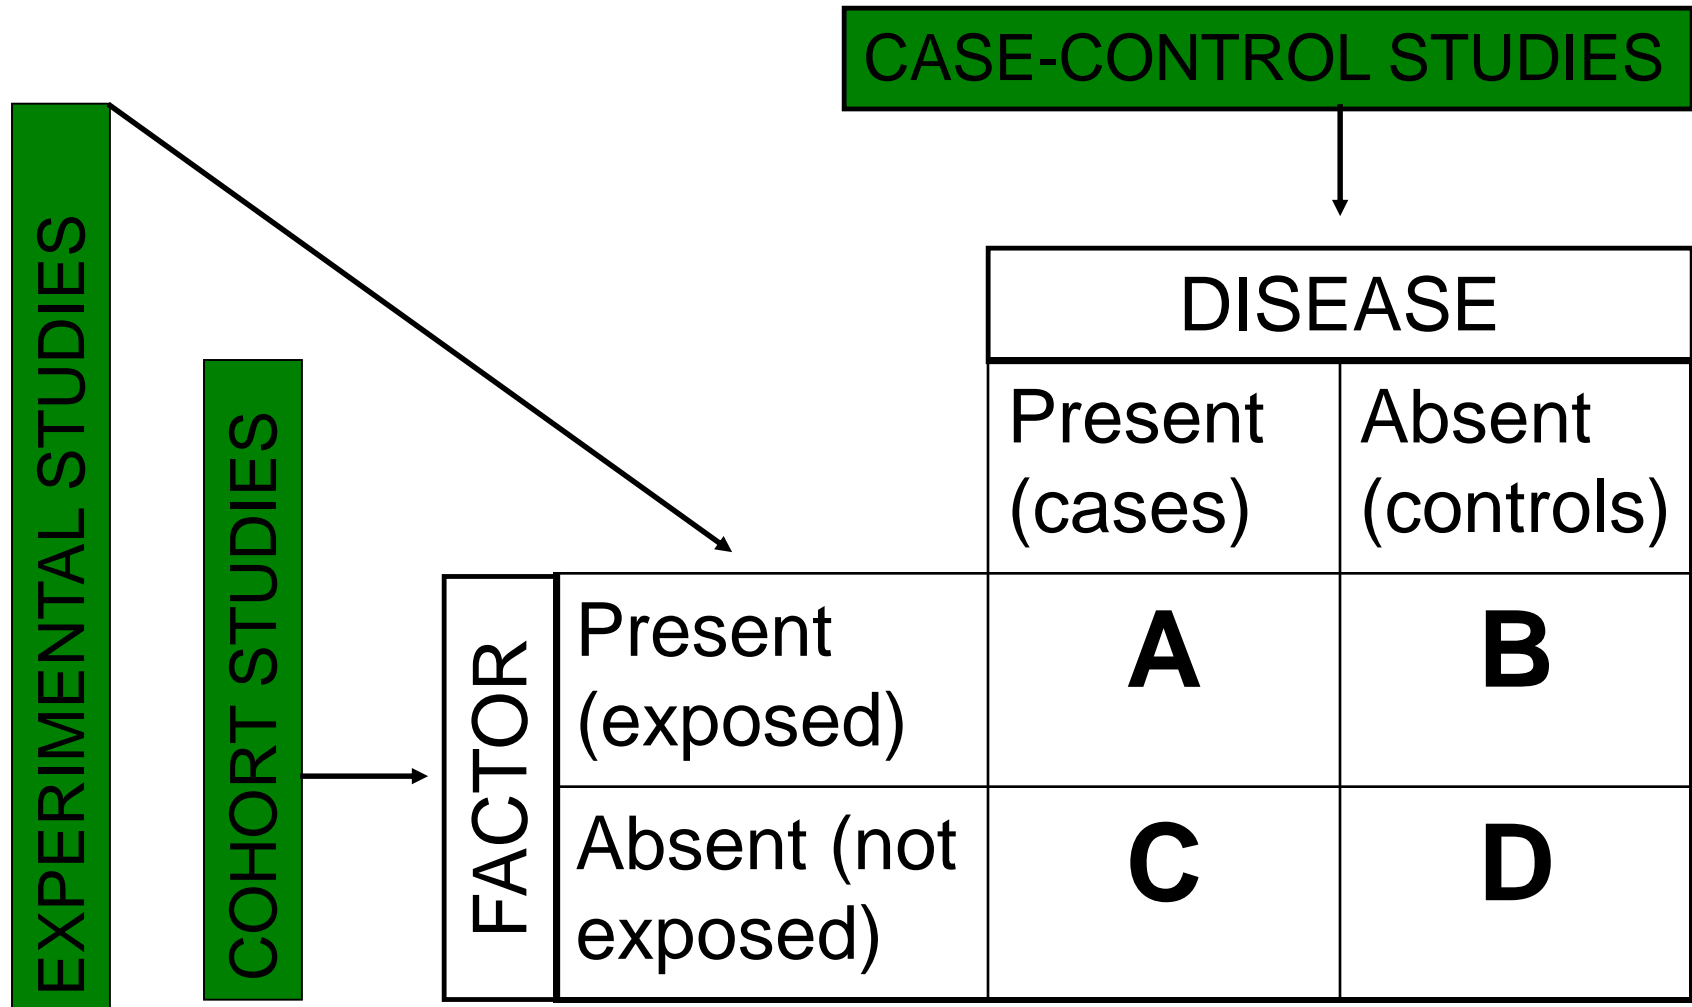 CASE-CONTROL STUDIES
EXPERIMENTAL STUDIES
COHORT STUDIES
DISEASE
Present
(cases)
Absent
(controls)
FACTOR
Present
(exposed)
A
B
Absent (not
exposed)
C
D